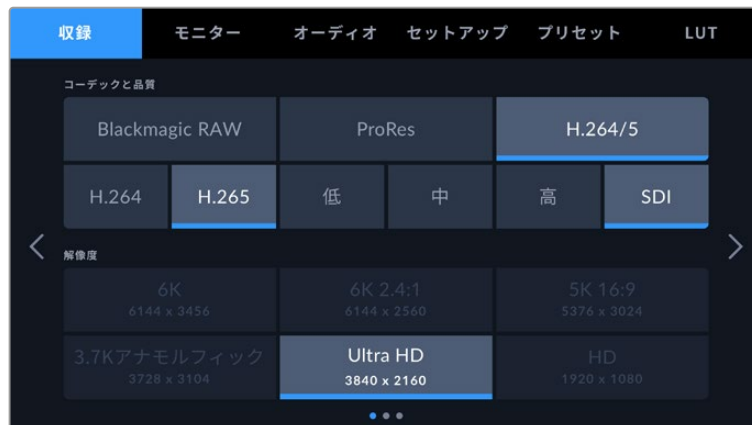 収録 モニター オーディオ セットアップ プリセット LUT
コーデックと品質
Blackmagic RAW ProRes H.264/5
H.264 H.265 低 中 高 SDI
解像度
6K 6K 2.4:1 5K 16:9
6144 x 3456 6144 x 2560 5376 x 3024
3.7Kアナモルフィック Ultra HD HD
3728 x 3104 3840 x 2160 1920 x 1080